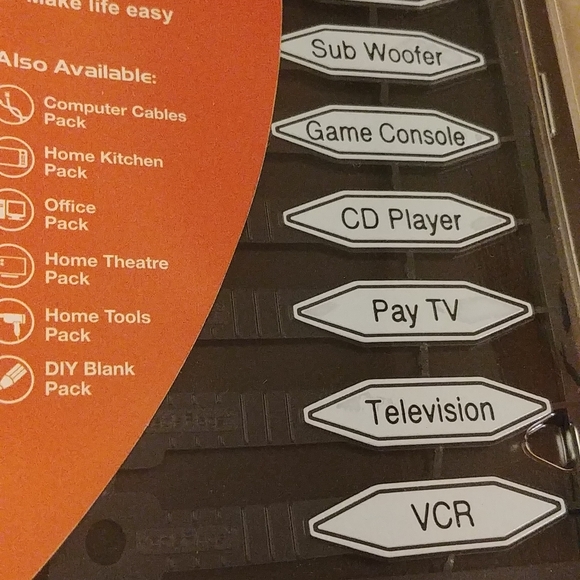 make life easy
Also Available:
Computer Cables
Pack
Home Kitchen
Pack
Office
Pack
Home Theatre
Pack
Home Tools
Pack
DIY Blank
Pack
Sub Woofer
Game Console
CD Player
Pay TV
Television
VCR